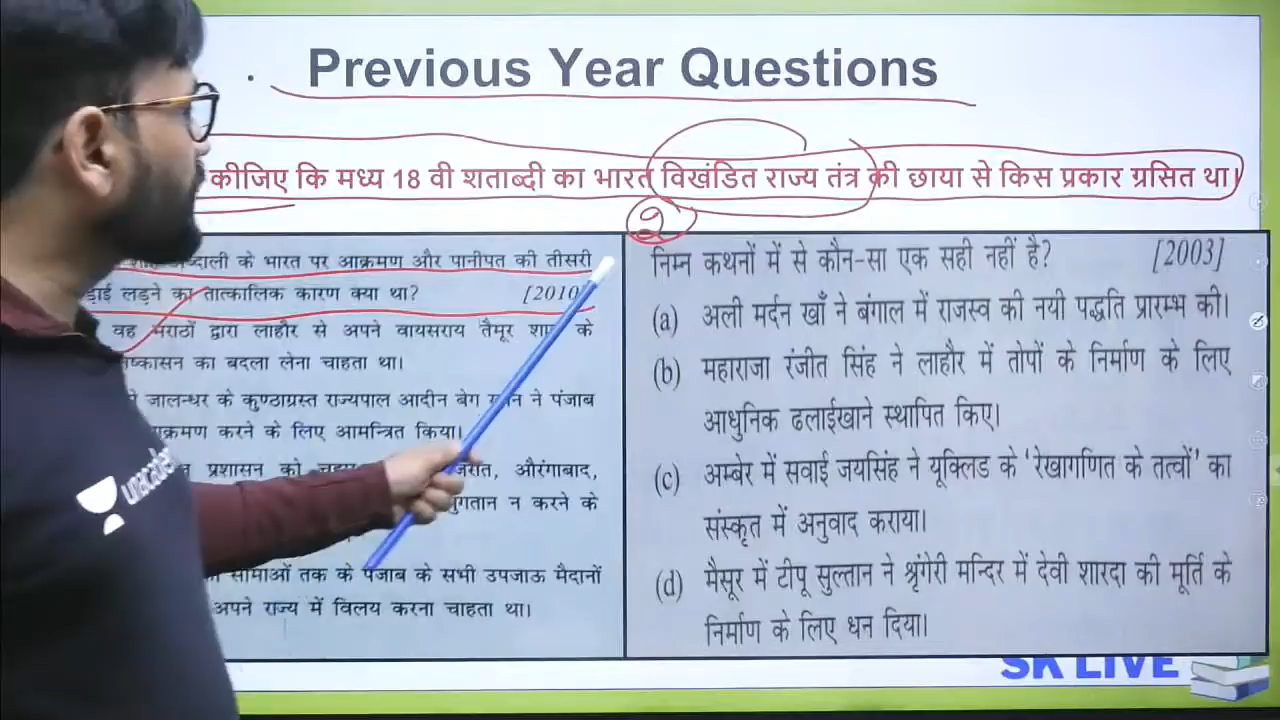 Previous Year Questions
कीजिए कि मध्य 18 वी शताब्दी का भारत विखंडित राज्य तंत्र की छाया से किस प्रकार ग्रसित था।
2
के भारत पर आक्रमण और पानीपत की तीसरी
लड़ने का तात्कालिक कारण क्या था? [2010
वह मराठों द्वारा लाहौर से अपने वायसराय तैमूर के
का बदला लेना चाहता था।
जालन्धर के कुण्ठाग्रस्त राज्यपाल आदीन बेग ने पंजाब
करने के लिए आमन्त्रित किया।
प्रशासन को औरंगाबाद,
न करने के
तक के पंजाब के सभी उपजाऊ मैदानों
अपने राज्य में विलय करना चाहता था।
निम्न कथनों में से कौन-सा एक सही नहीं है? [2003]
(a) अली मर्दन खाँ ने बंगाल में राजस्व की नयी पद्धति प्रारम्भ की।
(b) महाराजा रंजीत सिंह ने लाहौर में तोपों के निर्माण के लिए
आधुनिक ढलाईखाने स्थापित किए।
(c) अम्बेर में सवाई जयसिंह ने यूक्लिड के 'रेखागणित के तत्वों' का
संस्कृत में अनुवाद कराया।
(d) मैसूर में टीपू सुल्तान ने श्रृंगेरी मन्दिर में देवी शारदा की मूर्ति के
निर्माण के लिए धन दिया।
SK LIVE
unacademy